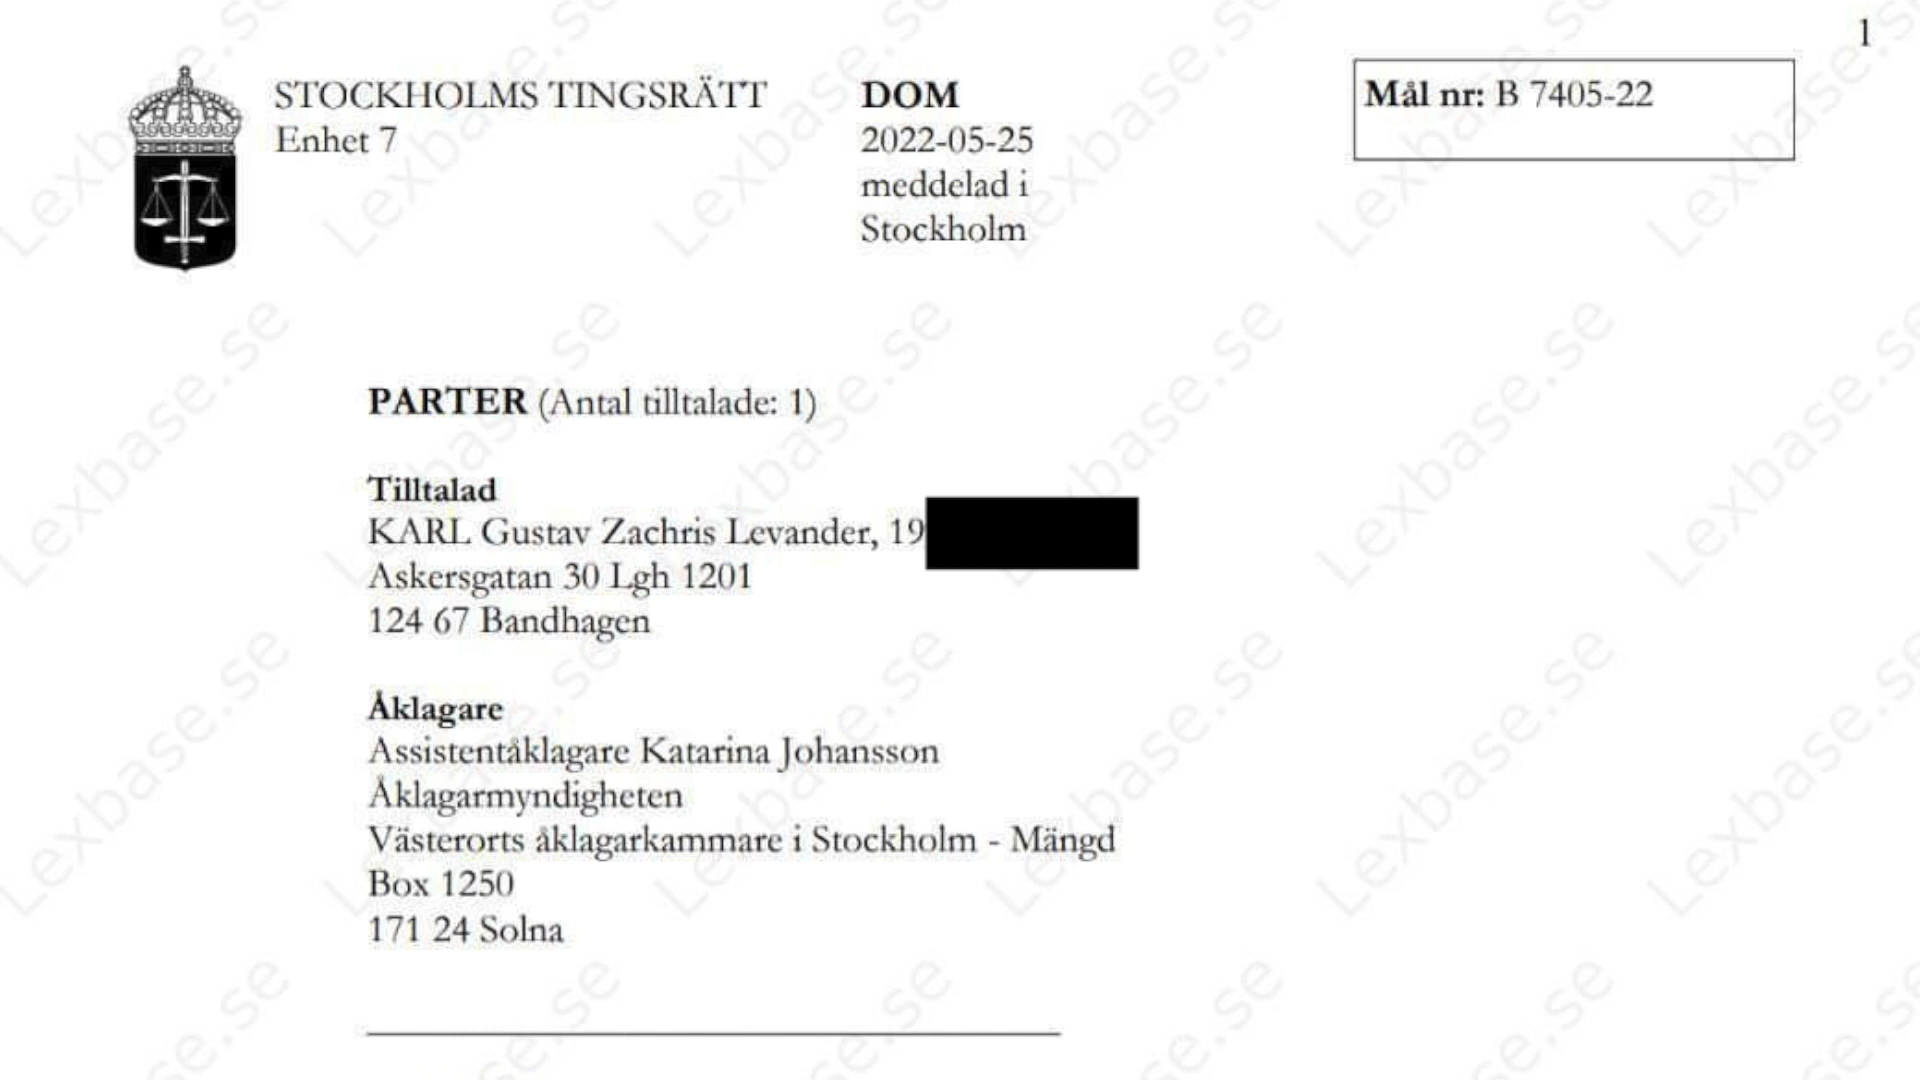 1
STOCKHOLMS TINGSRÄTT
Enhet 7
DOM
2022-05-25
meddelad i
Stockholm
Mål nr: B 7405-22
PARTER (Antal tilltalade: 1)
Tilltalad
KARL Gustav Zachris Levander, 19
Askersgatan 30 Lgh 1201
124 67 Bandhagen
Åklagare
Assistentåklagare Katarina Johansson
Åklagarmyndigheten
Västerorts åklagarkammare i Stockholm - Mängd
Box 1250
171 24 Solna
Lexbase.se